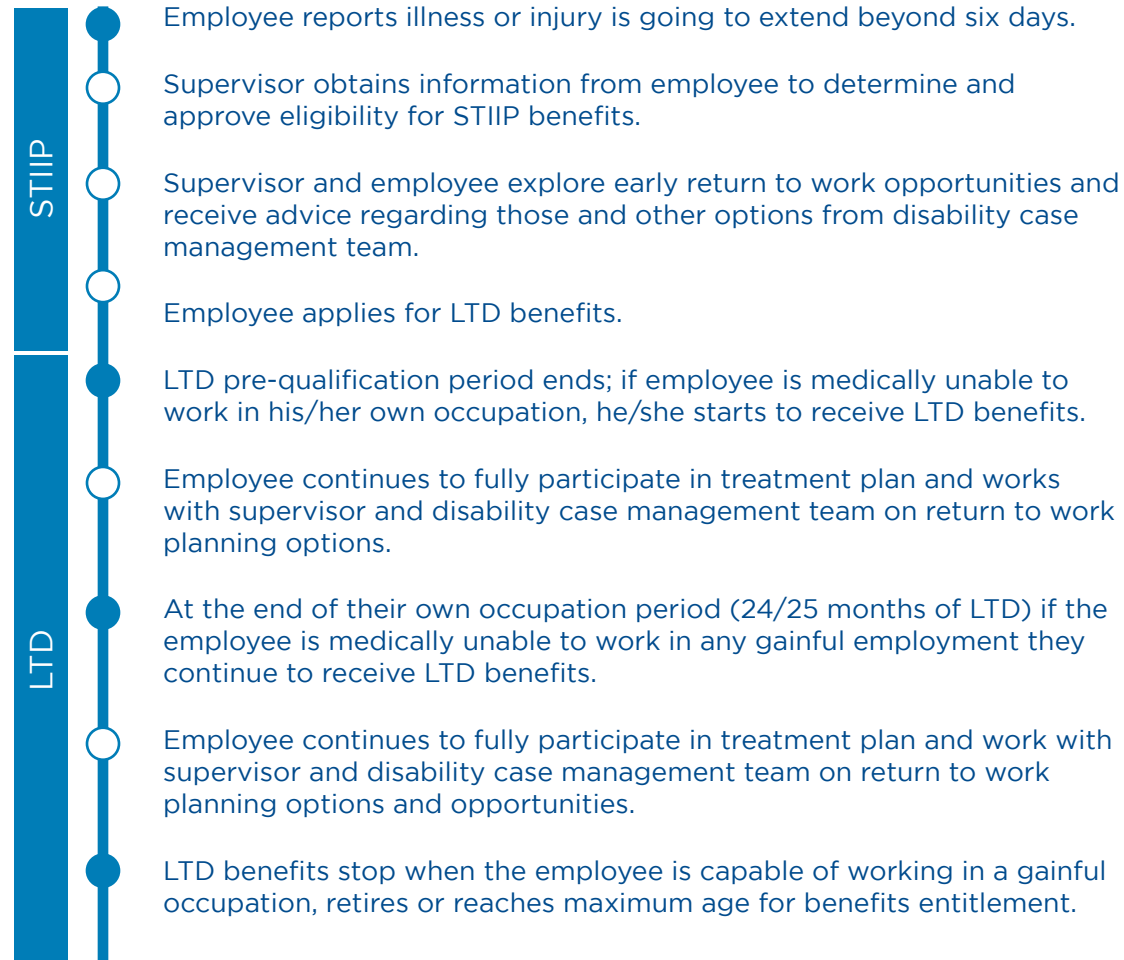 Employee reports illness or injury is going to extend beyond six days.
Supervisor obtains information from employee to determine and
approve eligibility for STIIP benefits.
STIIP
Supervisor and employee explore early return to work opportunities and
receive advice regarding those and other options from disability case
management team.
Employee applies for LTD benefits.
LTD pre-qualification period ends; if employee is medically unable to
work in his/her own occupation, he/she starts to receive LTD benefits.
Employee continues to fully participate in treatment plan and works
with supervisor and disability case management team on return to work
planning options.
LTD
At the end of their own occupation period (24/25 months of LTD) if the
employee is medically unable to work in any gainful employment they
continue to receive LTD benefits.
Employee continues to fully participate in treatment plan and work with
supervisor and disability case management team on return to work
planning options and opportunities.
LTD benefits stop when the employee is capable of working in a gainful
occupation, retires or reaches maximum age for benefits entitlement.